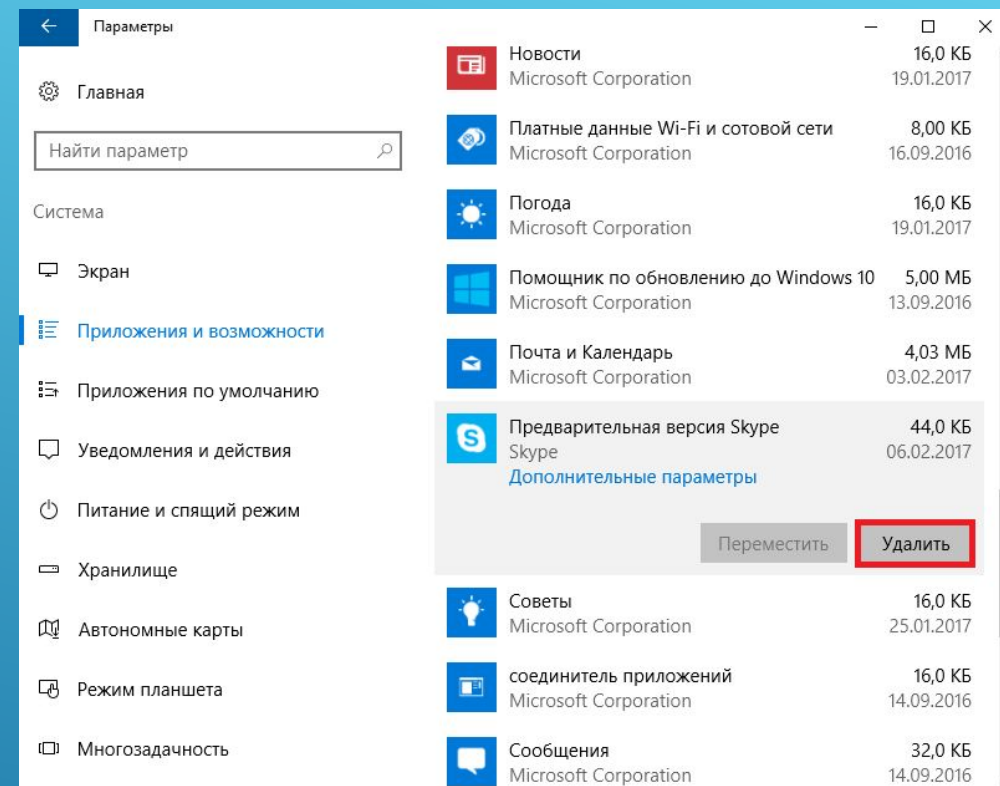 Параметры
Главная
Найти параметр
Система
Экран
Приложения и возможности
Приложения по умолчанию
Уведомления и действия
Питание и спящий режим
Хранилище
Автономные карты
Режим планшета
Многозадачность
Новости 16,0 КБ
Microsoft Corporation 19.01.2017
Платные данные Wi-Fi и сотовой сети 8,00 КБ
Microsoft Corporation 16.09.2016
Погода 16,0 КБ
Microsoft Corporation 19.01.2017
Помощник по обновлению до Windows 10 5,00 МБ
Microsoft Corporation 13.09.2016
Почта и Календарь 4,03 МБ
Microsoft Corporation 03.02.2017
Предварительная версия Skype 44,0 КБ
Skype 06.02.2017
Дополнительные параметры
Переместить Удалить
Советы 16,0 КБ
Microsoft Corporation 25.01.2017
соединитель приложений 16,0 КБ
Microsoft Corporation 14.09.2016
Сообщения 32,0 КБ
Microsoft Corporation 14.09.2016